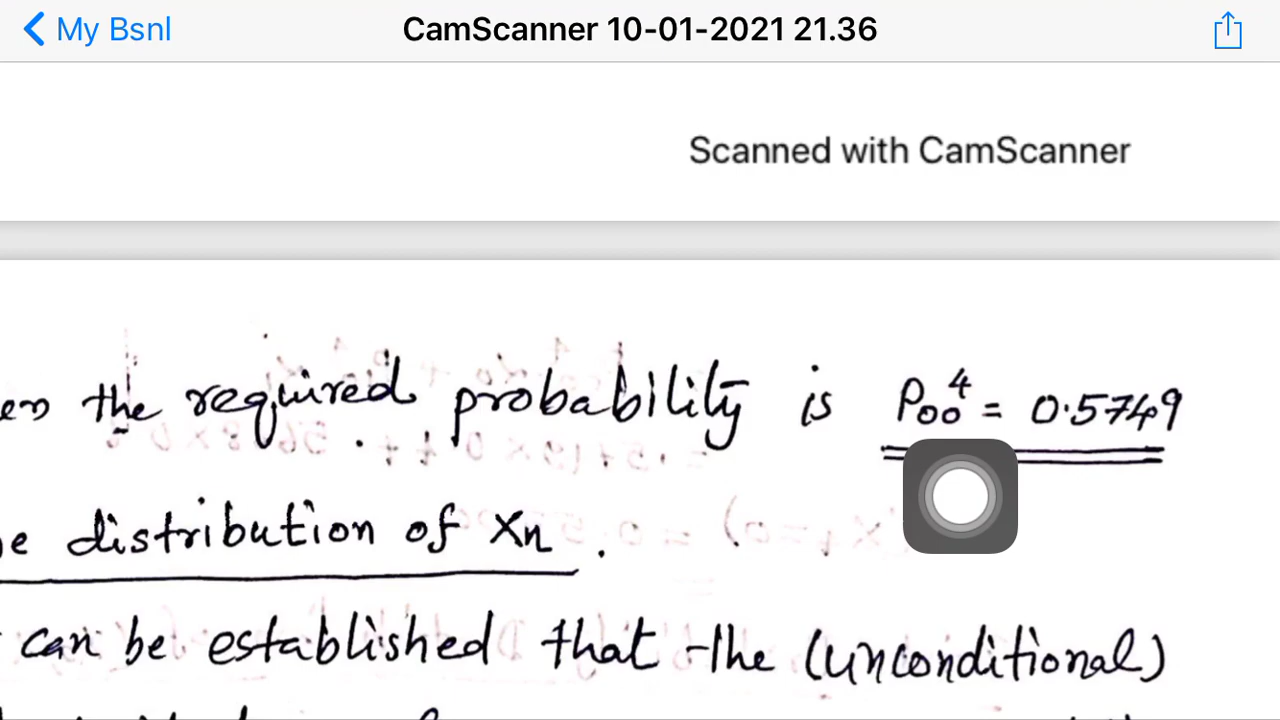 My Bsnl CamScanner 10-01-2021 21.36
Scanned with CamScanner
the required probability is P₀₀⁴ = 0.5749
distribution of Xn .
can be established that the (unconditional)